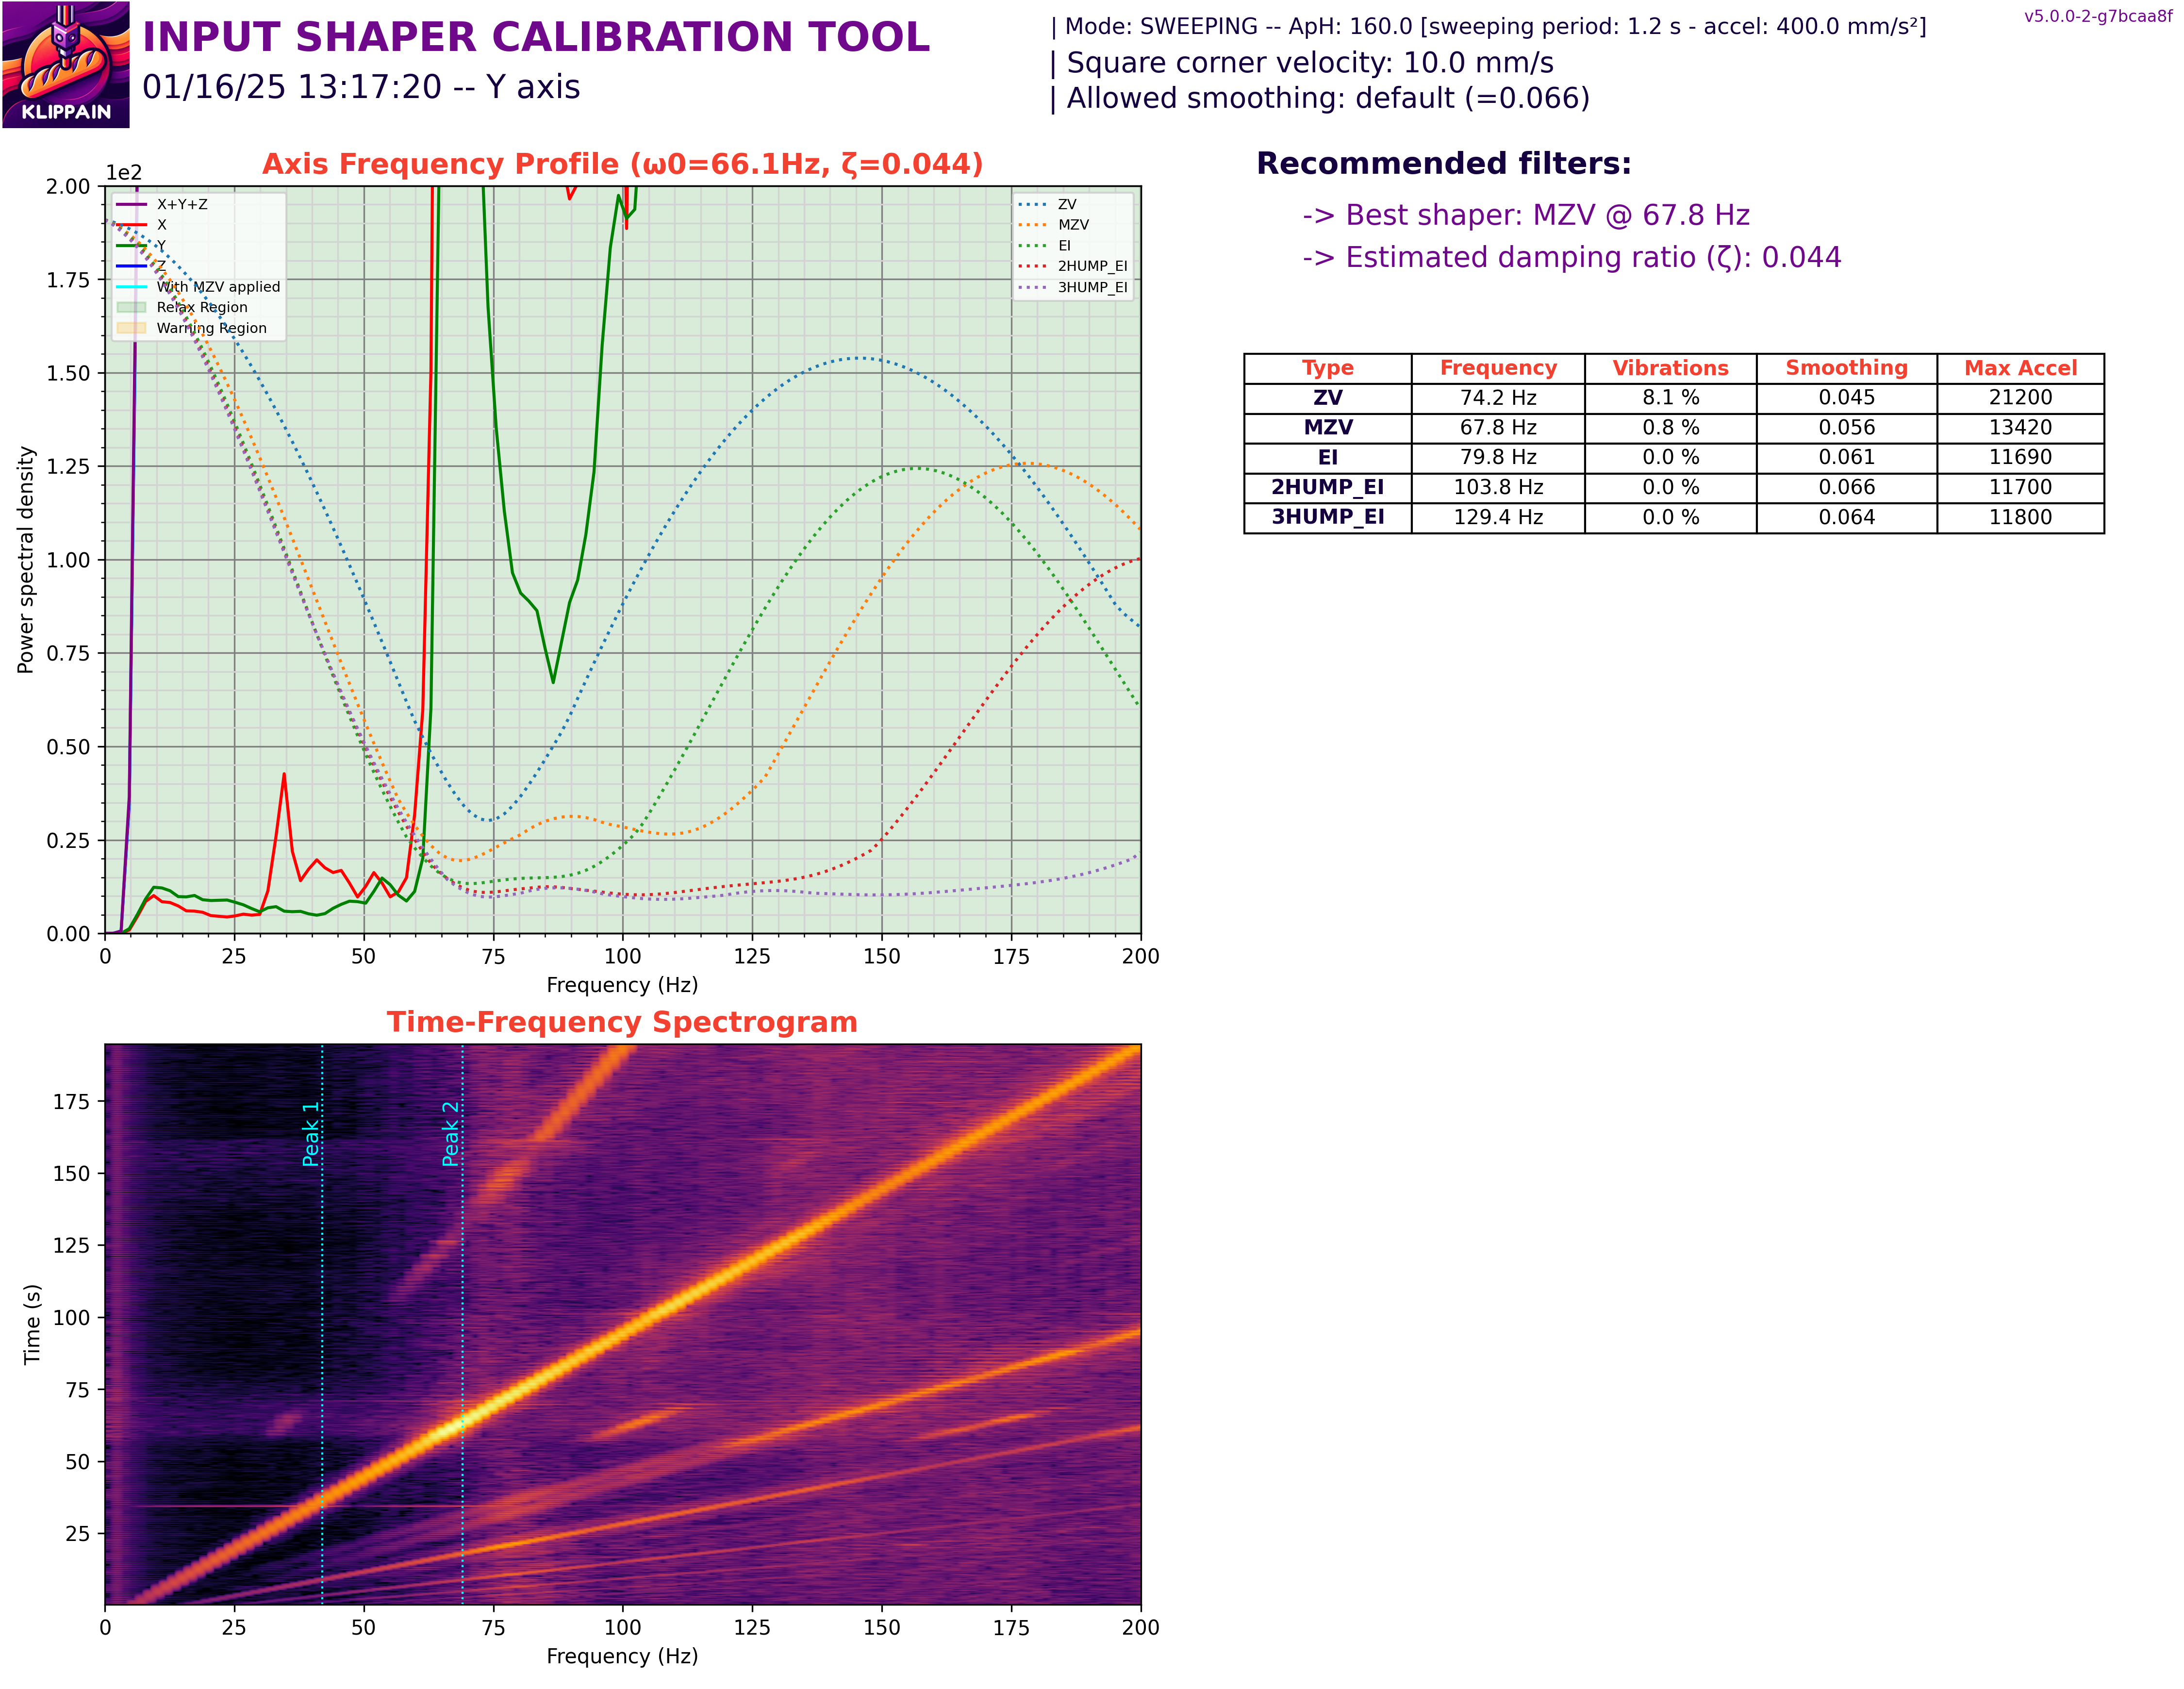 INPUT SHAPER CALIBRATION TOOL
01/16/25 13:17:20 -- Y axis
KLIPPAIN
| Mode: SWEEPING -- ApH: 160.0 [sweeping period: 1.2 s - accel: 400.0 mm/s²]
| Square corner velocity: 10.0 mm/s
| Allowed smoothing: default (=0.066)
v5.0.0-2-g7bcaa8f
Axis Frequency Profile (ω0=66.1Hz, ζ=0.044)
1e2
2.00
1.75
1.50
1.25
1.00
0.75
0.50
0.25
0.00
Power spectral density
X+Y+Z
X
Y
Z
With MZV applied
Relax Region
Warning Region
ZV
MZV
EI
2HUMP_EI
3HUMP_EI
0 25 50 75 100 125 150 175 200
Frequency (Hz)
Recommended filters:
-> Best shaper: MZV @ 67.8 Hz
-> Estimated damping ratio (ζ): 0.044
Type Frequency Vibrations Smoothing Max Accel
ZV 74.2 Hz 8.1 % 0.045 21200
MZV 67.8 Hz 0.8 % 0.056 13420
EI 79.8 Hz 0.0 % 0.061 11690
2HUMP_EI 103.8 Hz 0.0 % 0.066 11700
3HUMP_EI 129.4 Hz 0.0 % 0.064 11800
Time-Frequency Spectrogram
175
150
125
100
75
50
25
Time (s)
Peak 1
Peak 2
0 25 50 75 100 125 150 175 200
Frequency (Hz)